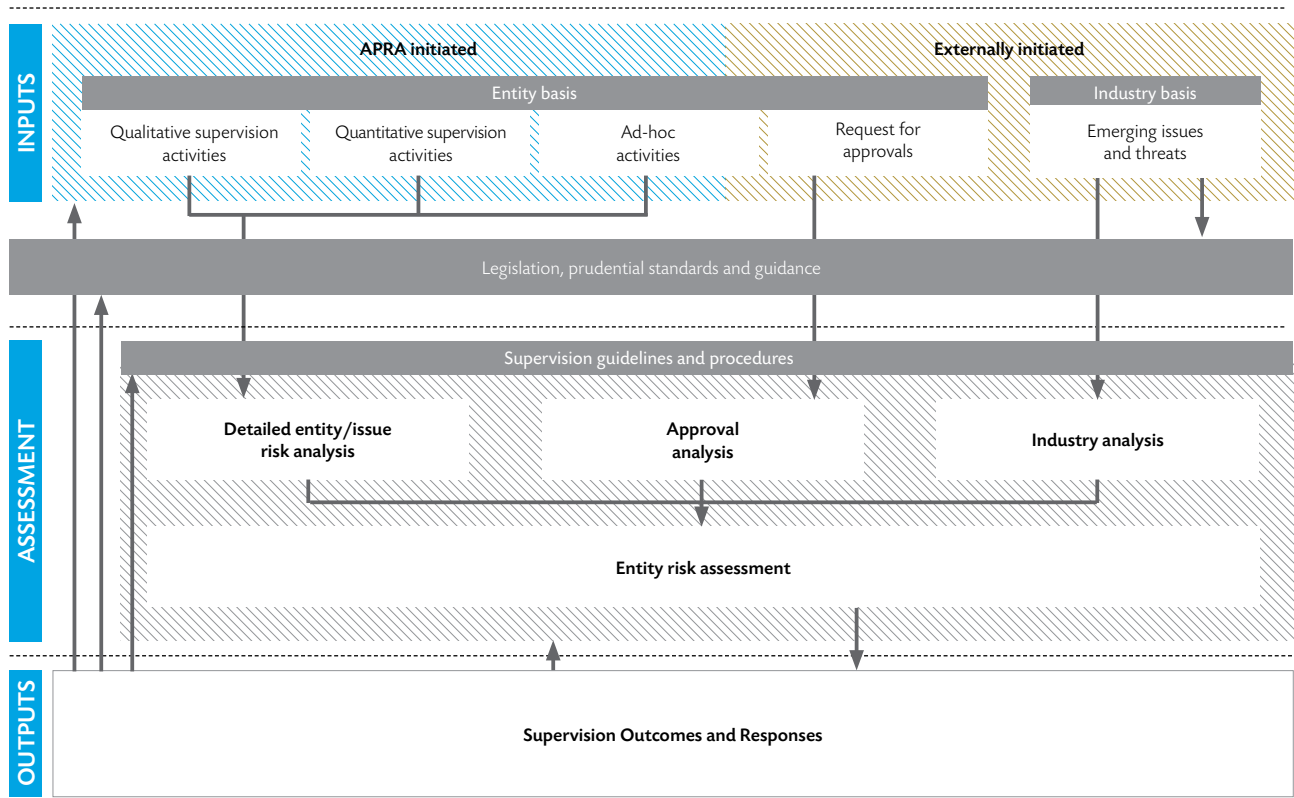 INPUTS
APRA initiated
Externally initiated
Entity basis
Industry basis
Qualitative supervision
activities
Quantitative supervision
activities
Ad-hoc
activities
Request for
approvals
Emerging issues
and threats
Legislation, prudential standards and guidance
ASSESSMENT
Supervision guidelines and procedures
Detailed entity/issue
risk analysis
Approval
analysis
Industry analysis
Entity risk assessment
OUTPUTS
Supervision Outcomes and Responses